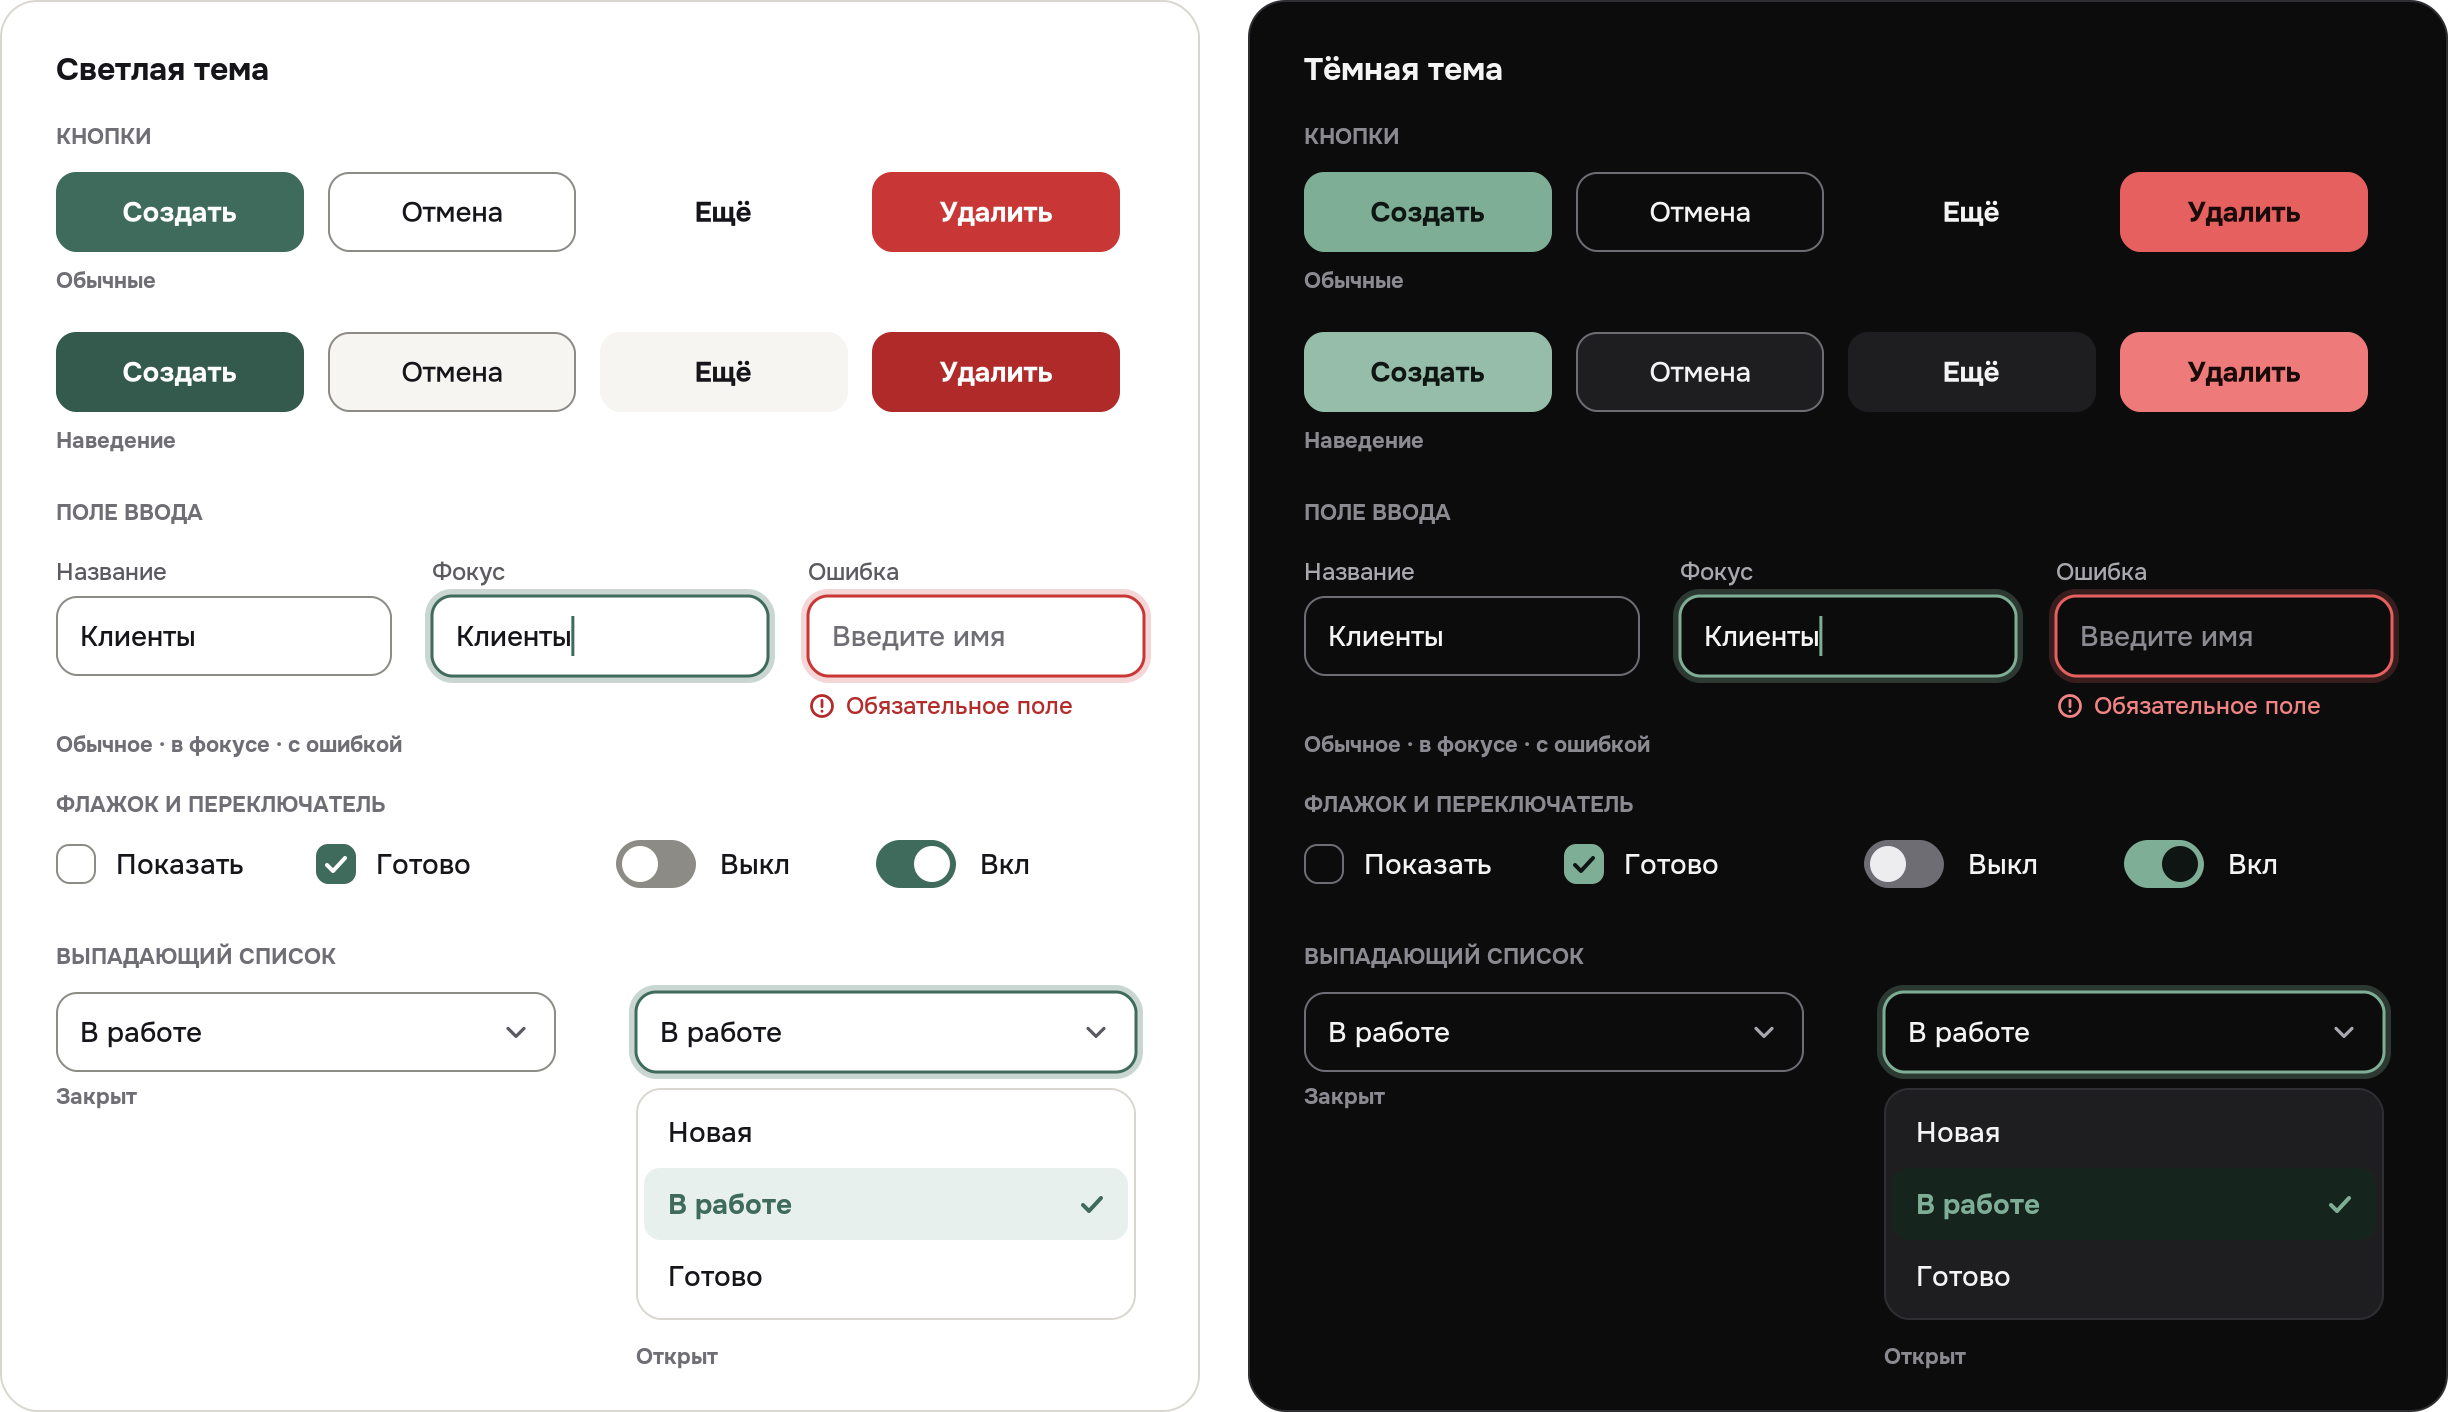 Светлая тема
КНОПКИ
Создать
Отмена
Ещё
Удалить
Обычные
Создать
Отмена
Ещё
Удалить
Наведение
ПОЛЕ ВВОДА
Название
Фокус
Ошибка
Клиенты
Клиенты
Введите имя
Обязательное поле
Обычное · в фокусе · с ошибкой
ФЛАЖОК И ПЕРЕКЛЮЧАТЕЛЬ
Показать
Готово
Выкл
Вкл
ВЫПАДАЮЩИЙ СПИСОК
В работе
Закрыт
В работе
Новая
В работе
Готово
Открыт
Тёмная тема
КНОПКИ
Создать
Отмена
Ещё
Удалить
Обычные
Создать
Отмена
Ещё
Удалить
Наведение
ПОЛЕ ВВОДА
Название
Фокус
Ошибка
Клиенты
Клиенты
Введите имя
Обязательное поле
Обычное · в фокусе · с ошибкой
ФЛАЖОК И ПЕРЕКЛЮЧАТЕЛЬ
Показать
Готово
Выкл
Вкл
ВЫПАДАЮЩИЙ СПИСОК
В работе
Закрыт
В работе
Новая
В работе
Готово
Открыт